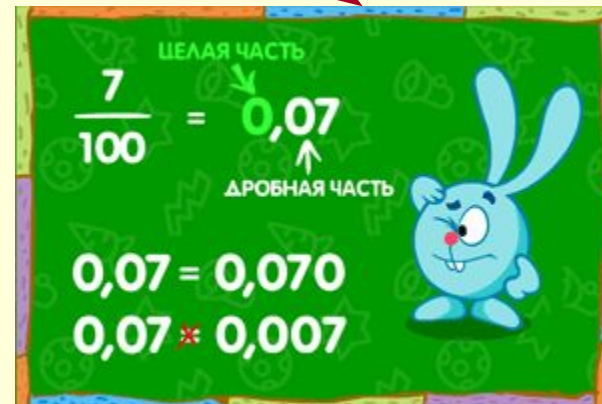 ЦЕЛАЯ ЧАСТЬ
7
100
= 0,07
ДРОБНАЯ ЧАСТЬ
0,07 = 0,070
0,07 ≠ 0,007